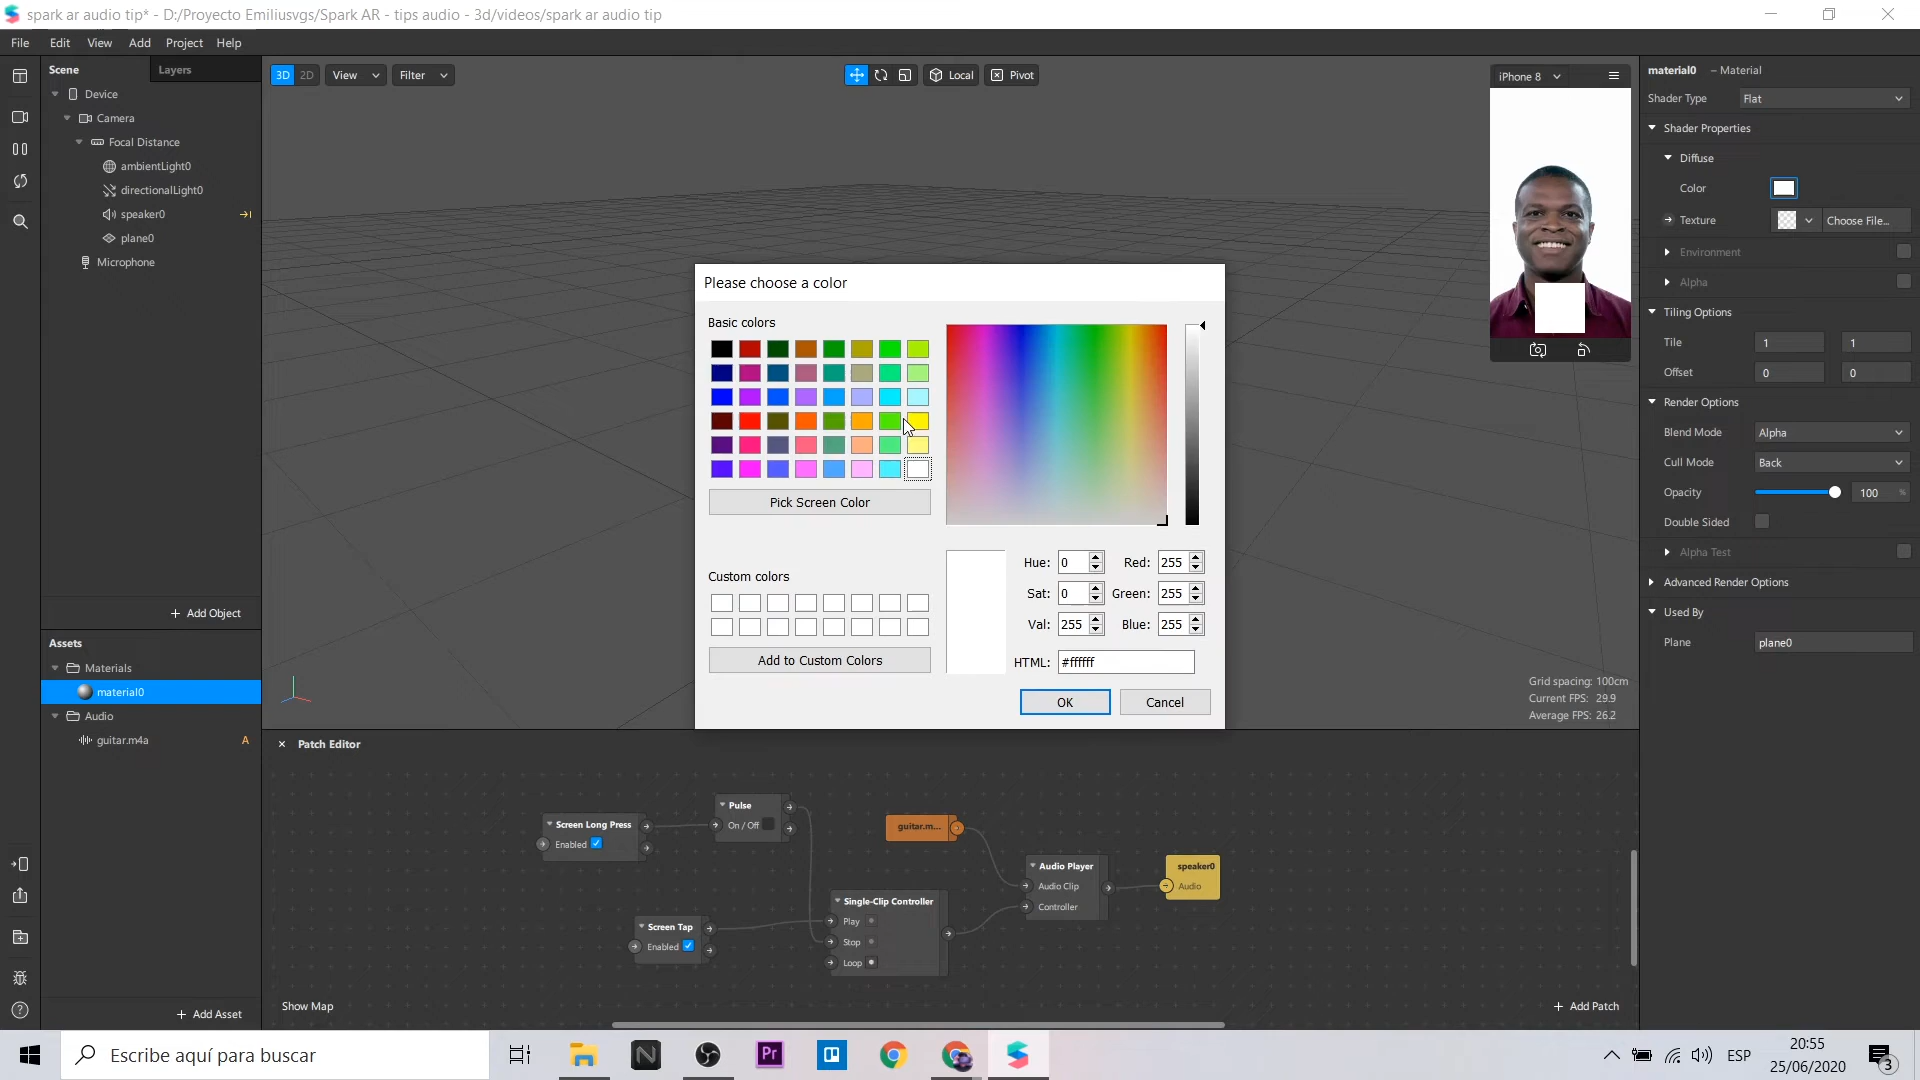 spark ar audio tip* - D:/Proyecto Emiliusvgs/Spark AR - tips audio - 3d/videos/spark ar audio tip
File Edit View Add Project Help
Scene Layers
Device
Camera
Focal Distance
ambientLight0
directionalLight0
speaker0
plane0
Microphone
+ Add Object
Assets
Materials
material0
Audio
guitar.m4a A
+ Add Asset
3D 2D View Filter Local Pivot
iPhone 8
Please choose a color
Basic colors
Pick Screen Color
Custom colors
Add to Custom Colors
Hue: 0 Red: 255
Sat: 0 Green: 255
Val: 255 Blue: 255
HTML: #ffffff
OK Cancel
Grid spacing: 100cm
Current FPS: 29.9
Average FPS: 26.2
material0 – Material
Shader Type Flat
Shader Properties
Diffuse
Color
Texture Choose File...
Environment
Alpha
Tiling Options
Tile 1 1
Offset 0 0
Render Options
Blend Mode Alpha
Cull Mode Back
Opacity 100 %
Double Sided
Alpha Test
Advanced Render Options
Used By
Plane plane0
× Patch Editor
Screen Long Press
Enabled
Pulse
On / Off
guitar.m...
Screen Tap
Enabled
Single-Clip Controller
Play
Stop
Loop
Audio Player
Audio Clip
Controller
speaker0
Audio
Show Map
+ Add Patch
Escribe aquí para buscar
N
Pr
ESP
20:55
25/06/2020
3